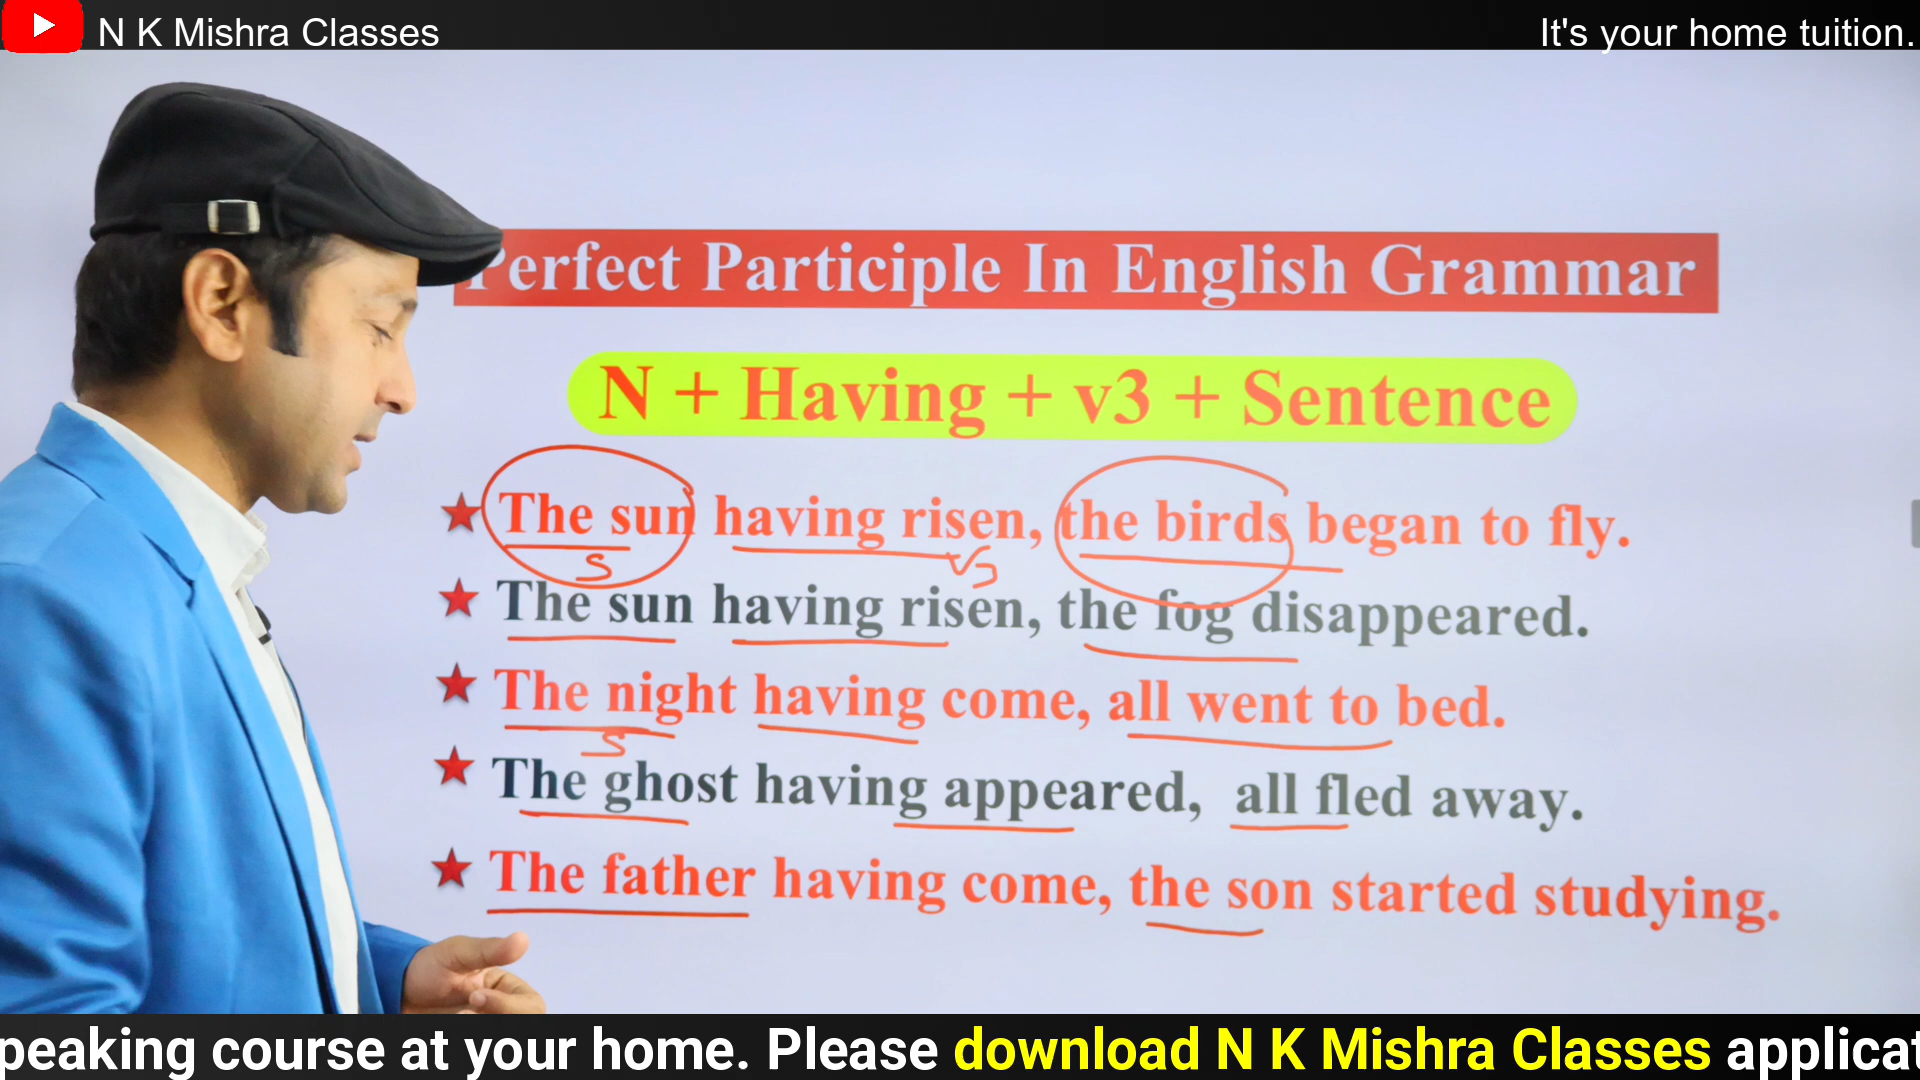 N K Mishra Classes
It's your home tuition.
Perfect Participle In English Grammar
N + Having + v3 + Sentence
The sun having risen, the birds began to fly.
S
The sun having risen, the fog disappeared.
The night having come, all went to bed.
S
The ghost having appeared, all fled away.
The father having come, the son started studying.
peaking course at your home. Please download N K Mishra Classes applicat